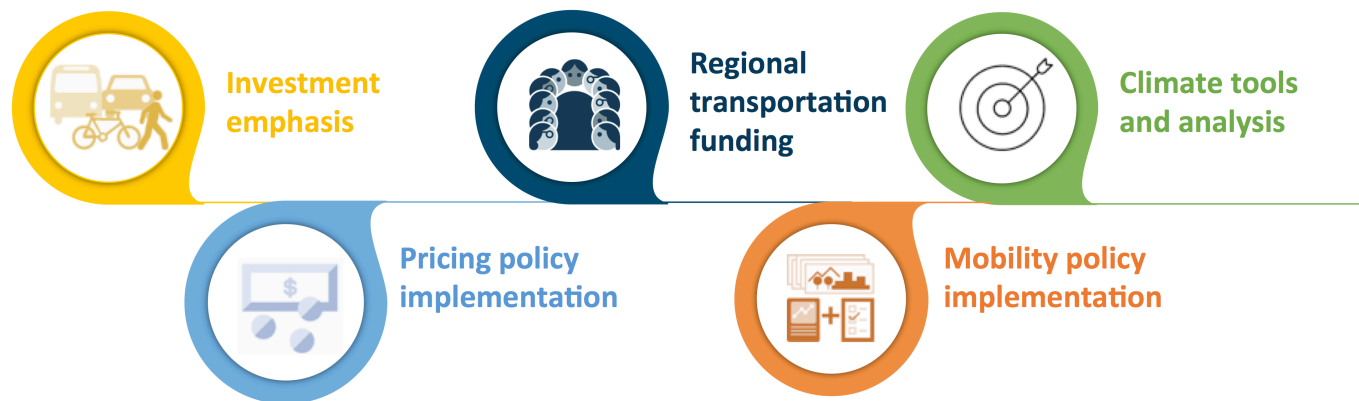 Investment
emphasis
Pricing policy
implementation
$
Regional
transportation
funding
Mobility policy
implementation
Climate tools
and analysis